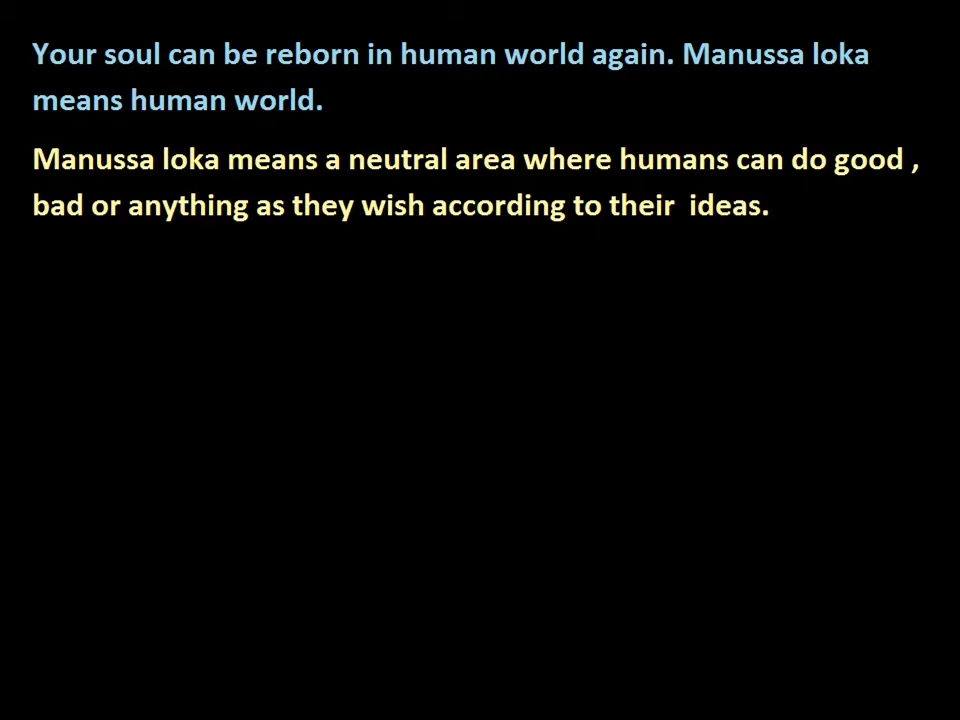 Your soul can be reborn in human world again. Manussa loka
means human world.
Manussa loka means a neutral area where humans can do good ,
bad or anything as they wish according to their  ideas.